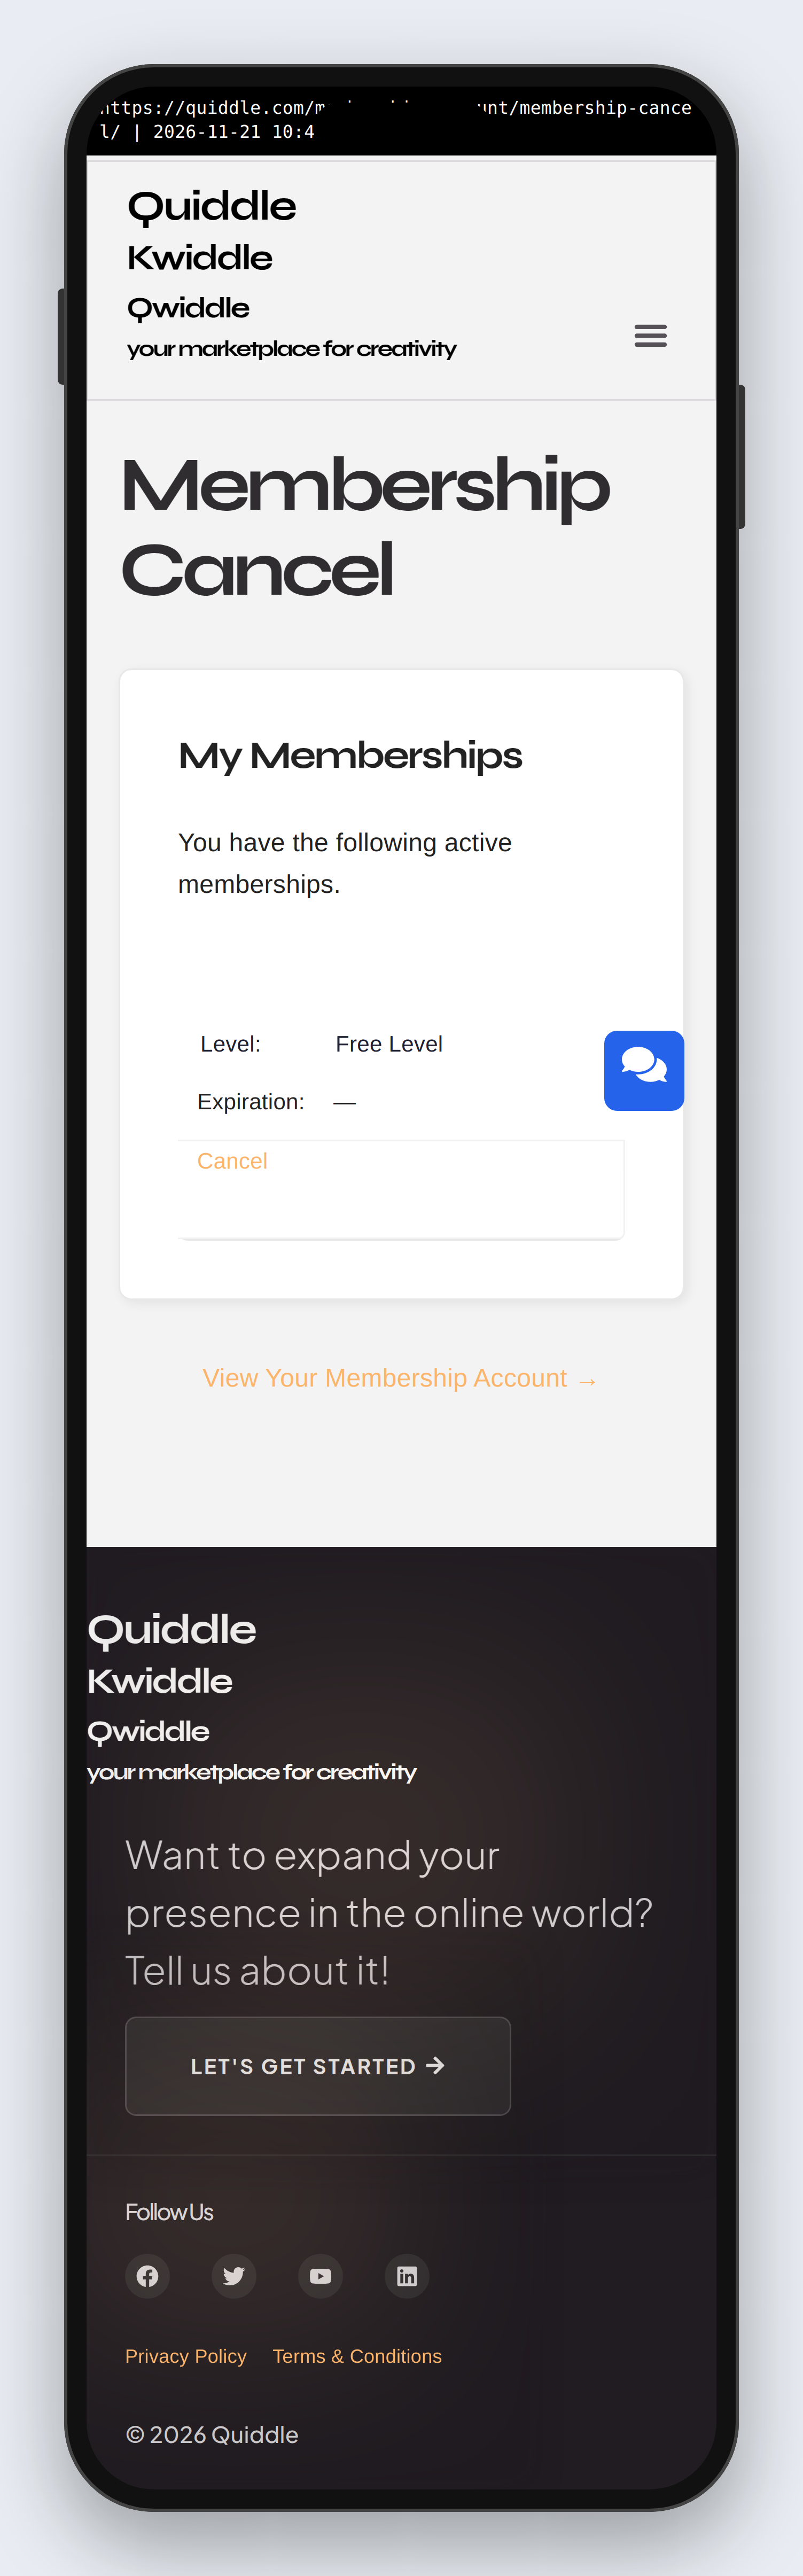 https://quiddle.com/m unt/membership-cance
l/ | 2026-11-21 10:4
Quiddle
Kwiddle
Qwiddle
your marketplace for creativity
Membership
Cancel
My Memberships
You have the following active
memberships.
Level: Free Level
Expiration: —
Cancel
View Your Membership Account →
Quiddle
Kwiddle
Qwiddle
your marketplace for creativity
Want to expand your
presence in the online world?
Tell us about it!
LET'S GET STARTED →
Follow Us
Privacy Policy Terms & Conditions
© 2026 Quiddle